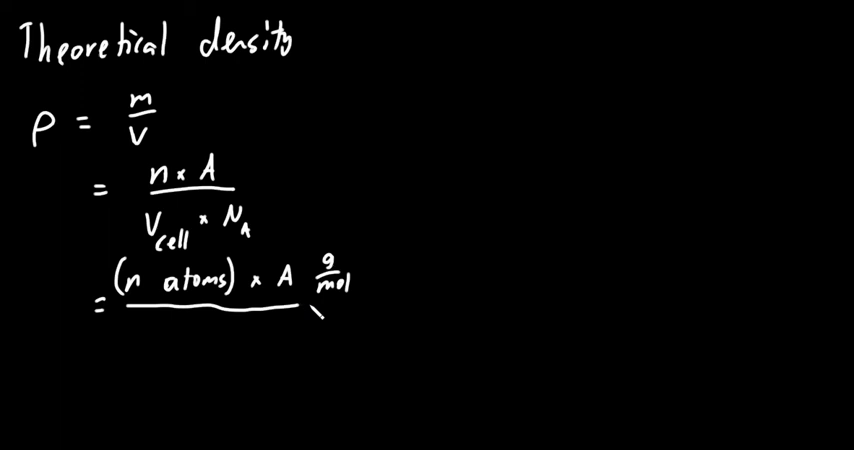 Theoretical density
ρ = m/V
= n × A / V_cell × N_A
= (n atoms) × A g/mol